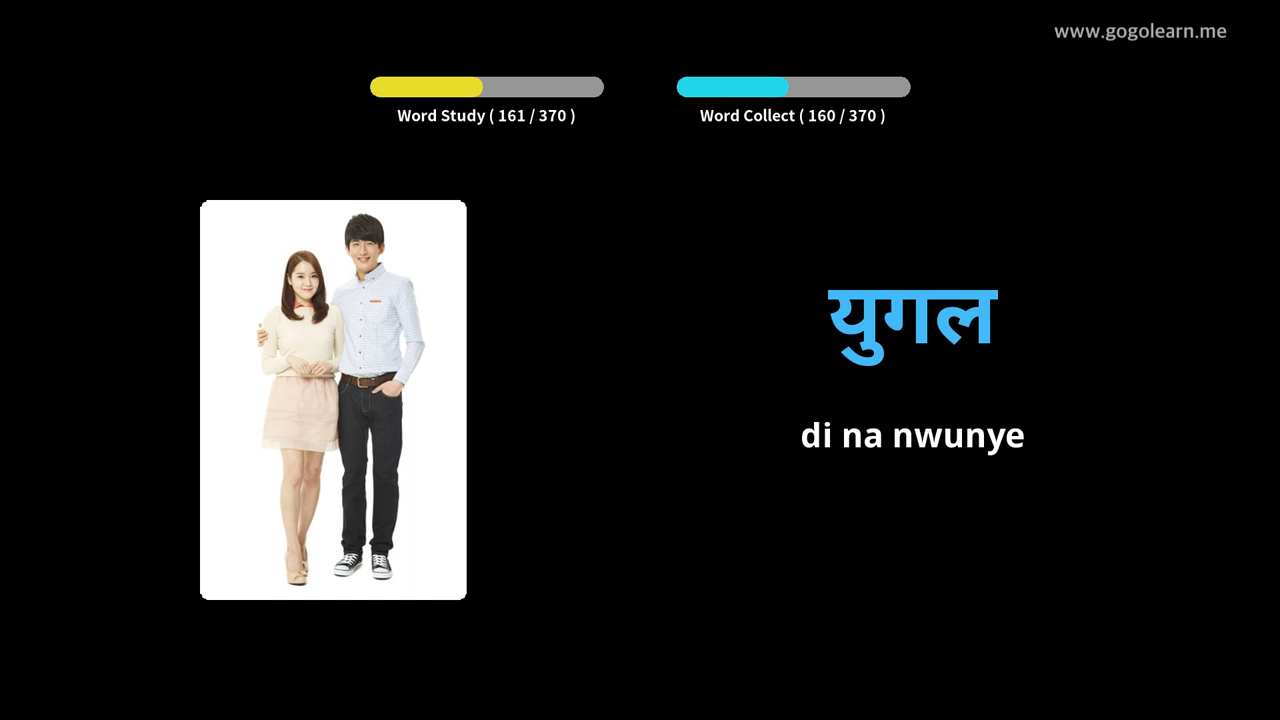 www.gogolearn.me
Word Study ( 161 / 370 )
Word Collect ( 160 / 370 )
युगल
di na nwunye